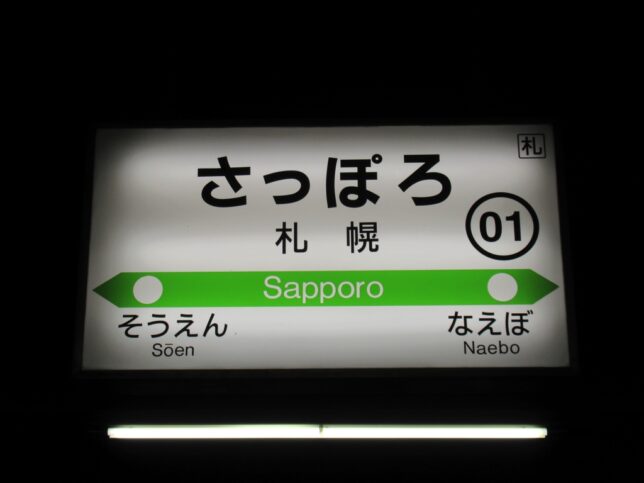 札
さっぽろ
札幌
01
Sapporo
そうえん
Sōen
なえぼ
Naebo